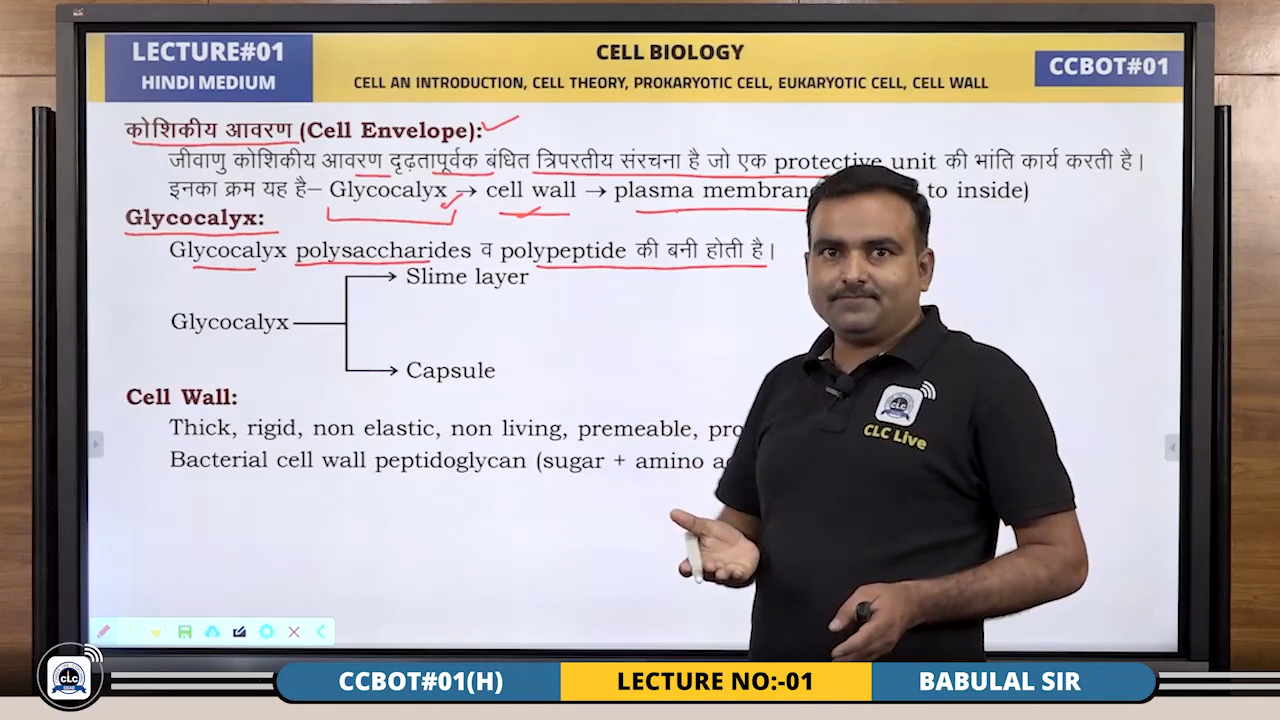 LECTURE#01
HINDI MEDIUM
CELL BIOLOGY
CELL AN INTRODUCTION, CELL THEORY, PROKARYOTIC CELL, EUKARYOTIC CELL, CELL WALL
CCBOT#01
कोशिकीय आवरण (Cell Envelope):
जीवाणु कोशिकीय आवरण दृढ़तापूर्वक बंधित त्रिपरतीय संरचना है जो एक protective unit की भांति कार्य करती है।
इनका क्रम यह है– Glycocalyx → cell wall → plasma membrane to inside)
Glycocalyx:
Glycocalyx polysaccharides व polypeptide की बनी होती है।
Slime layer
Glycocalyx
Capsule
Cell Wall:
Thick, rigid, non elastic, non living, premeable,
Bacterial cell wall peptidoglycan (sugar + amino
CLC
CLC Live
CLC
CCBOT#01(H)
LECTURE NO:-01
BABULAL SIR